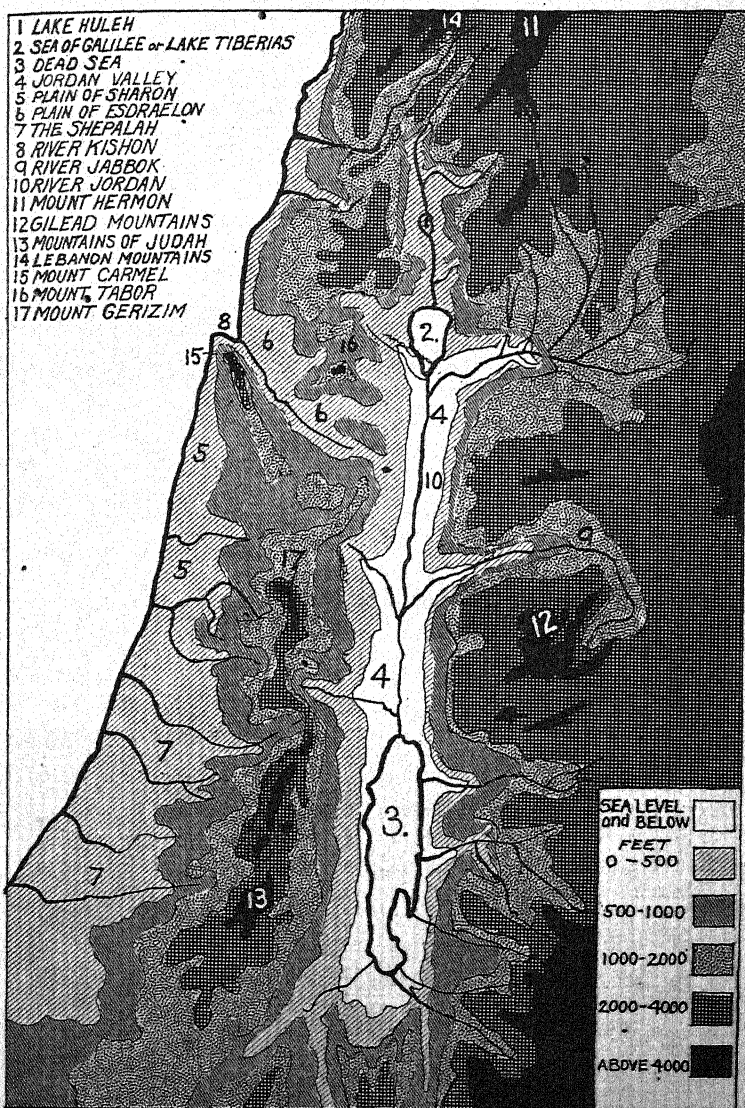 1 LAKE HULEH
2 SEA OF GALILEE or LAKE TIBERIAS
3 DEAD SEA
4 JORDAN VALLEY
5 PLAIN OF SHARON
6 PLAIN OF ESDRAELON
7 THE SHEPALAH
8 RIVER KISHON
9 RIVER JABBOK
10 RIVER JORDAN
11 MOUNT HERMON
12 GILEAD MOUNTAINS
13 MOUNTAINS OF JUDAH
14 LEBANON MOUNTAINS
15 MOUNT CARMEL
16 MOUNT TABOR
17 MOUNT GERIZIM
14
11
8
2.
15
6
16
6
4
5
10
9
17
5
12
4
7
3.
7
13
SEA LEVEL
and BELOW
FEET
0-500
500-1000
1000-2000
2000-4000
ABOVE 4000